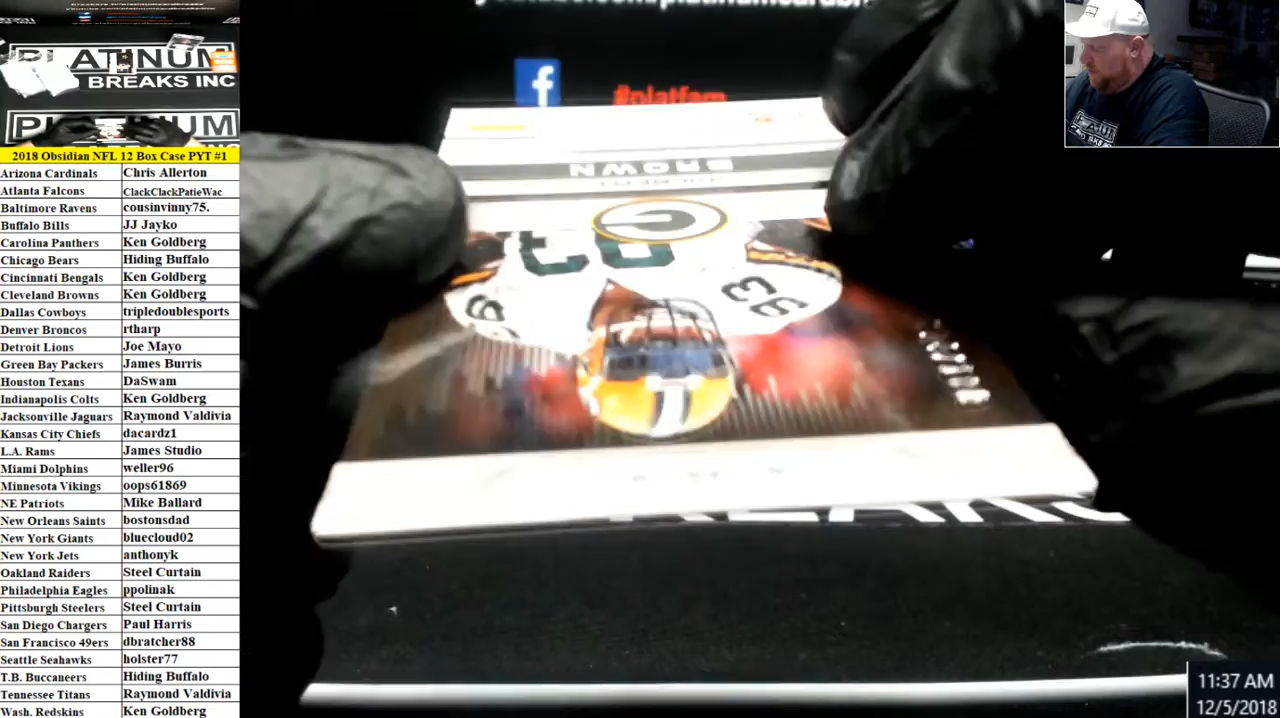 PLATINUM
BREAKS INC
PLATINUM
#platfam
BROWN
G
93
93
2018 Obsidian NFL 12 Box Case PYT #1
Arizona Cardinals Chris Allerton
Atlanta Falcons ClackClackPatieWac
Baltimore Ravens cousinvinny75.
Buffalo Bills JJ Jayko
Carolina Panthers Ken Goldberg
Chicago Bears Hiding Buffalo
Cincinnati Bengals Ken Goldberg
Cleveland Browns Ken Goldberg
Dallas Cowboys tripledoublesports
Denver Broncos rtharp
Detroit Lions Joe Mayo
Green Bay Packers James Burris
Houston Texans DaSwam
Indianapolis Colts Ken Goldberg
Jacksonville Jaguars Raymond Valdivia
Kansas City Chiefs dacardz1
L.A. Rams James Studio
Miami Dolphins weller96
Minnesota Vikings oops61869
NE Patriots Mike Ballard
New Orleans Saints bostonsdad
New York Giants bluecloud02
New York Jets anthonyk
Oakland Raiders Steel Curtain
Philadelphia Eagles ppolinak
Pittsburgh Steelers Steel Curtain
San Diego Chargers Paul Harris
San Francisco 49ers dbratcher88
Seattle Seahawks holster77
T.B. Buccaneers Hiding Buffalo
Tennessee Titans Raymond Valdivia
Wash. Redskins Ken Goldberg
11:37 AM
12/5/2018